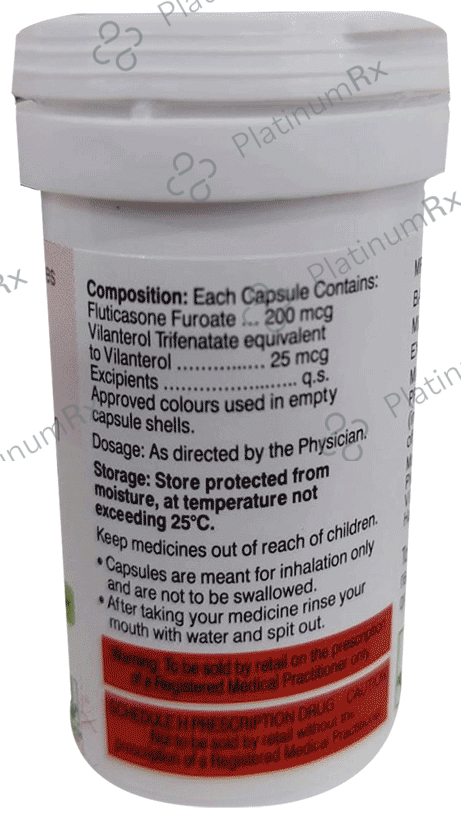 PlatinumRx
PlatinumRx
PlatinumRx
Rx
PlatinumRx
PlatinumRx
es
Composition: Each Capsule Contains:
Fluticasone Furoate ... 200 mcg
Vilanterol Trifenatate equivalent
to Vilanterol ............... 25 mcg
Excipients ........................ q.s.
Approved colours used in empty
capsule shells.
Dosage: As directed by the Physician.
Storage: Store protected from
moisture, at temperature not
exceeding 25°C.
Keep medicines out of reach of children.
• Capsules are meant for inhalation only
and are not to be swallowed.
• After taking your medicine rinse your
mouth with water and spit out.
Warning: To be sold by retail on the prescription
of a Registered Medical Practitioner only.
SCHEDULE H PRESCRIPTION DRUG - CAUTION
Not to be sold by retail without the
prescription of a Registered Medical Practitioner